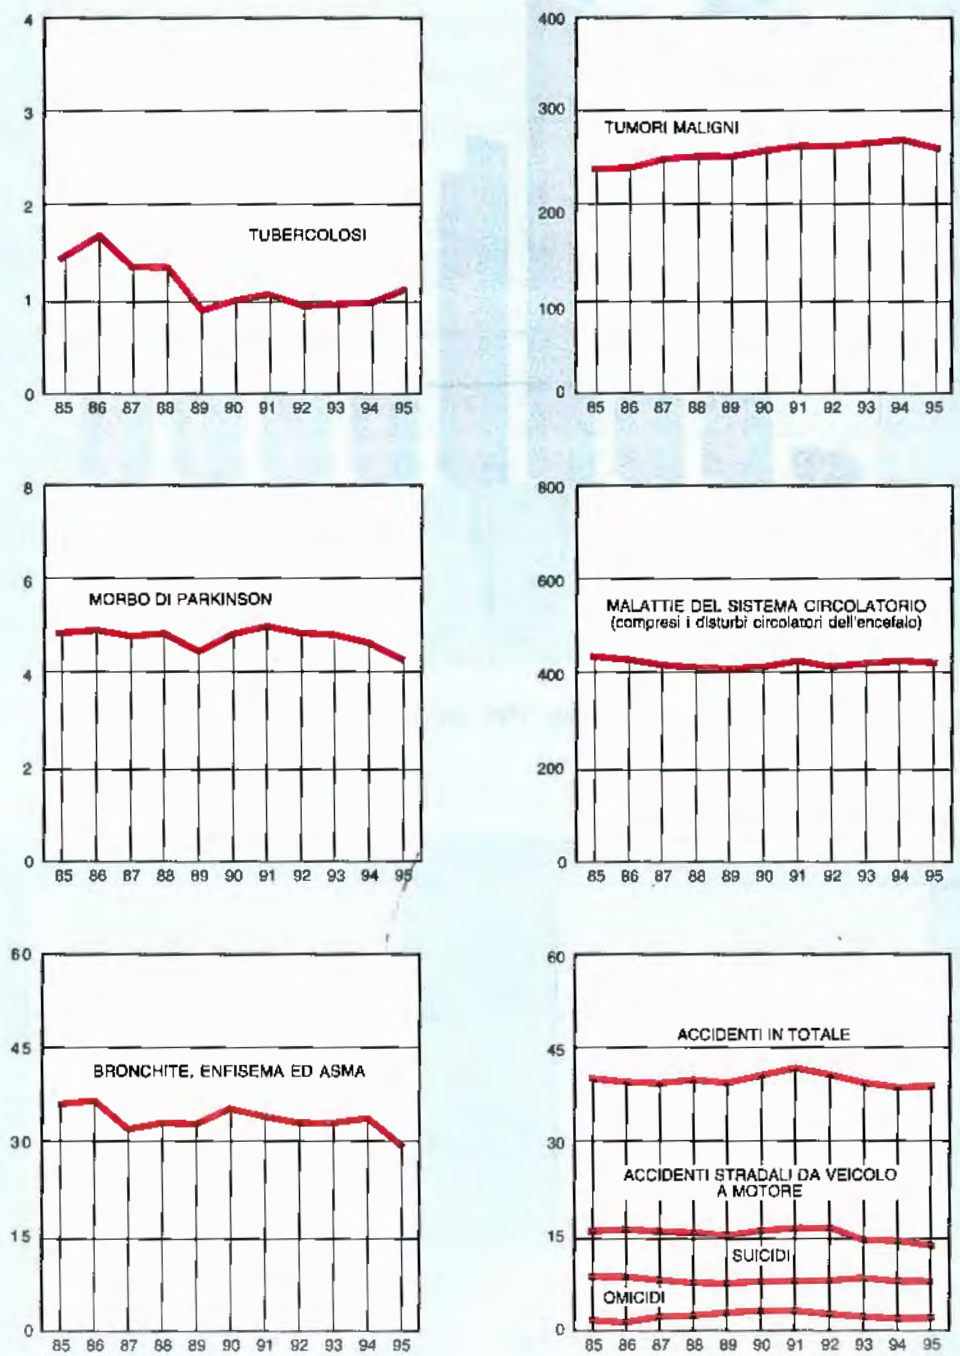 4
3
2
1
0
TUBERCOLOSI
85 86 87 88 89 90 91 92 93 94 95
400
300
200
100
0
TUMORI MALIGNI
85 86 87 88 89 90 91 92 93 94 95
8
6
4
2
0
MORBO DI PARKINSON
85 86 87 88 89 90 91 92 93 94 95
800
600
400
200
0
MALATTIE DEL SISTEMA CIRCOLATORIO
(compresi i disturbi circolatori dell'encefalo)
85 86 87 88 89 90 91 92 93 94 95
60
45
30
15
0
BRONCHITE, ENFISEMA ED ASMA
85 86 87 88 89 90 91 92 93 94 95
60
45
30
15
0
ACCIDENTI IN TOTALE
ACCIDENTI STRADALI DA VEICOLO
A MOTORE
SUICIDI
OMICIDI
85 86 87 88 89 90 91 92 93 94 95